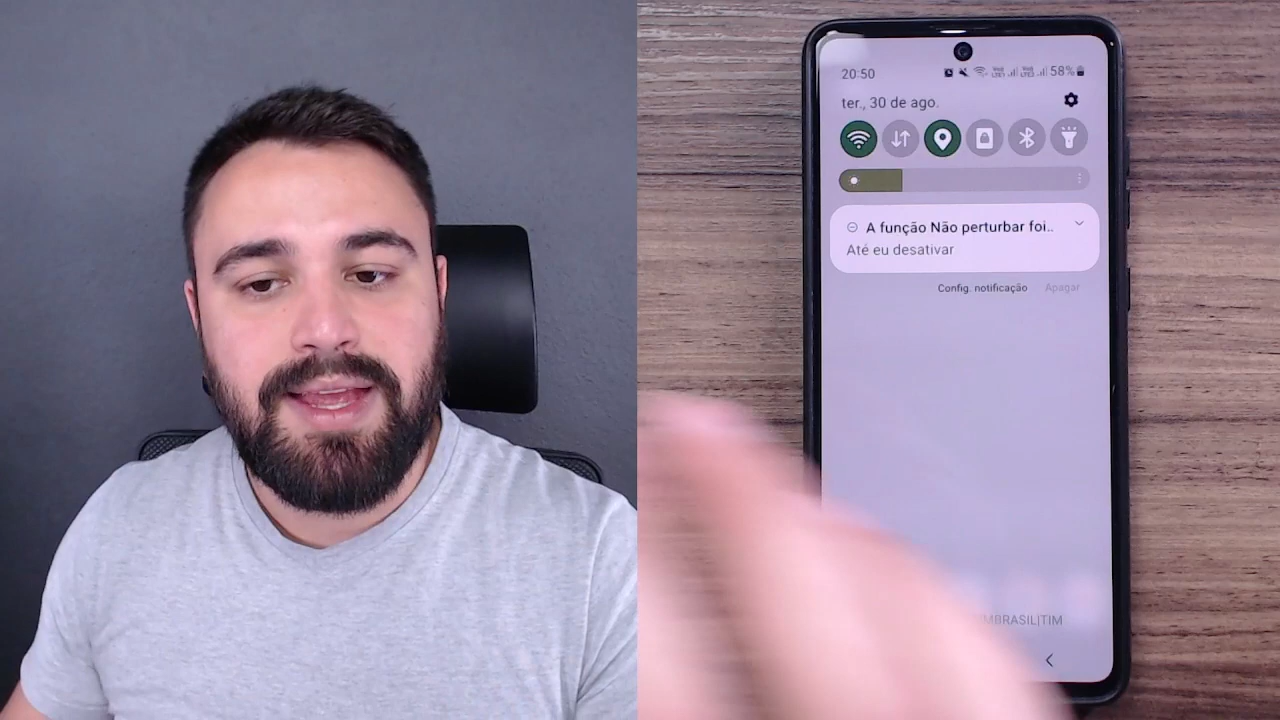 20:50
58%
ter., 30 de ago.
A função Não perturbar foi..
Até eu desativar
Config. notificação
Apagar
MBRASIL|TIM